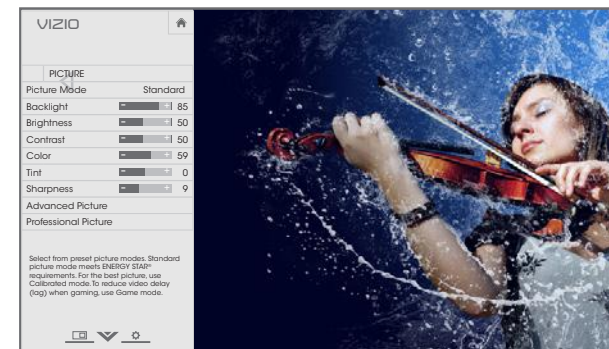 VIZIO
PICTURE
Picture Mode Standard
Backlight 85
Brightness 50
Contrast 50
Color 59
Tint 0
Sharpness 9
Advanced Picture
Professional Picture
Select from preset picture modes. Standard
picture mode meets ENERGY STAR®
requirements. For the best picture, use
Calibrated mode. To reduce video delay
(lag) when gaming, use Game mode.